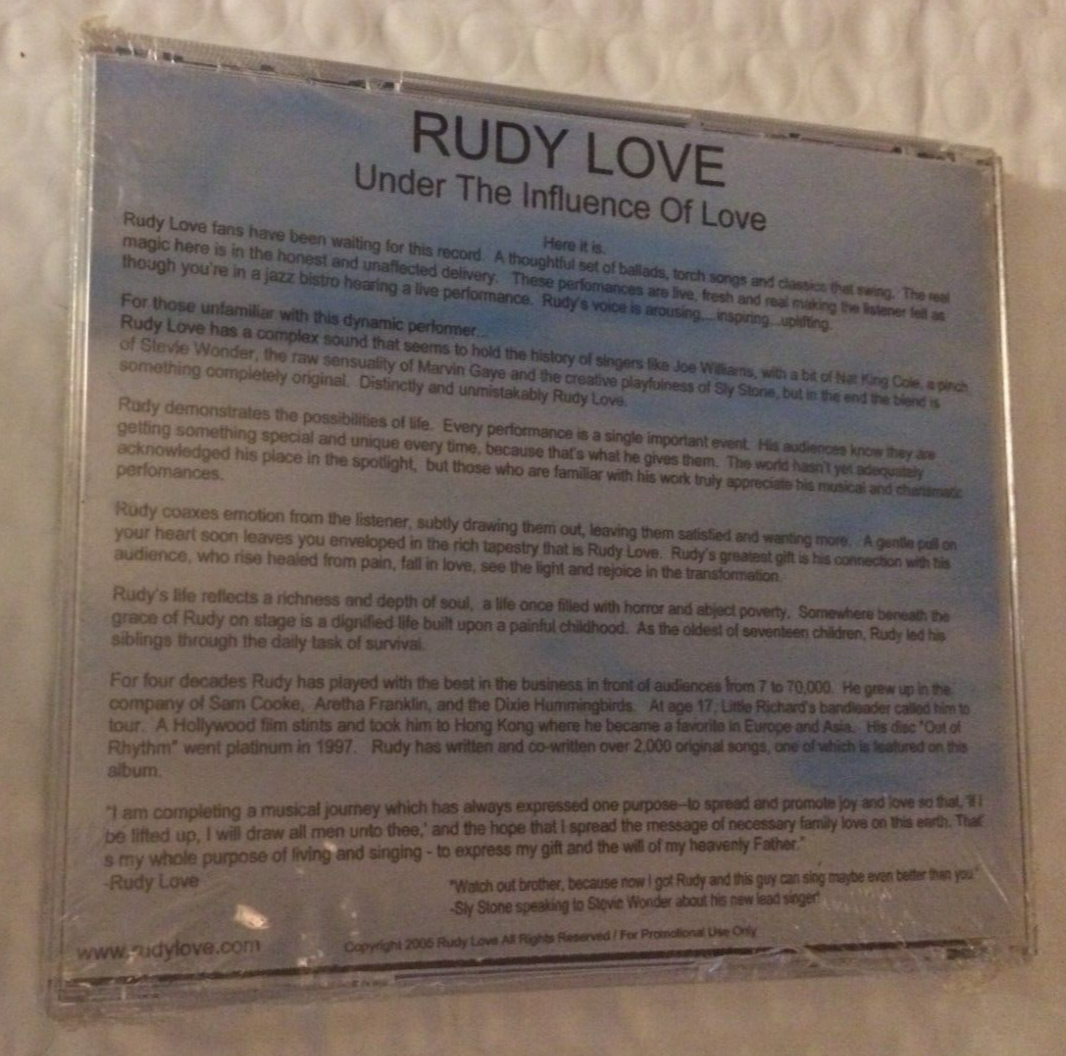 RUDY LOVE
Under The Influence Of Love
Here it is.
Rudy Love fans have been waiting for this record. A thoughtful set of ballads, torch songs and classics that swing. The real
magic here is in the honest and unaffected delivery. These perfomances are live, fresh and real making the listener fell as
though you're in a jazz bistro hearing a live performance. Rudy's voice is arousing,...inspiring...uplifting.
For those unfamiliar with this dynamic performer...
Rudy Love has a complex sound that seems to hold the history of singers like Joe Williams, with a bit of Nat King Cole, a pinch
of Stevie Wonder, the raw sensuality of Marvin Gaye and the creative playfulness of Sly Stone, but in the end the blend is
something completely original. Distinctly and unmistakably Rudy Love.
Rudy demonstrates the possibilities of life. Every performance is a single important event. His audiences know they are
getting something special and unique every time, because that's what he gives them. The world hasn't yet adequately
acknowledged his place in the spotlight, but those who are familiar with his work truly appreciate his musical and charismatic
perfomances.
Rudy coaxes emotion from the listener, subtly drawing them out, leaving them satisfied and wanting more. A gentle pull on
your heart soon leaves you enveloped in the rich tapestry that is Rudy Love. Rudy's greatest gift is his connection with his
audience, who rise healed from pain, fall in love, see the light and rejoice in the transformation.
Rudy's life reflects a richness and depth of soul, a life once filled with horror and abject poverty. Somewhere beneath the
grace of Rudy on stage is a dignified life built upon a painful childhood. As the oldest of seventeen children, Rudy led his
siblings through the daily task of survival.
For four decades Rudy has played with the best in the business in front of audiences from 7 to 70,000. He grew up in the
company of Sam Cooke, Aretha Franklin, and the Dixie Hummingbirds. At age 17, Little Richard's bandleader called him to
tour. A Hollywood film stints and took him to Hong Kong where he became a favorite in Europe and Asia. His disc "Out of
Rhythm" went platinum in 1997. Rudy has written and co-written over 2,000 original songs, one of which is featured on this
album.
"I am completing a musical journey which has always expressed one purpose--to spread and promote joy and love so that, 'If I
be lifted up, I will draw all men unto thee,' and the hope that I spread the message of necessary family love on this earth. That'
s my whole purpose of living and singing - to express my gift and the will of my heavenly Father."
-Rudy Love
"Watch out brother, because now I got Rudy and this guy can sing maybe even better than you"
-Sly Stone speaking to Stevie Wonder about his new lead singer"
www.rudylove.com
Copyright 2005 Rudy Love All Rights Reserved / For Promotional Use Only